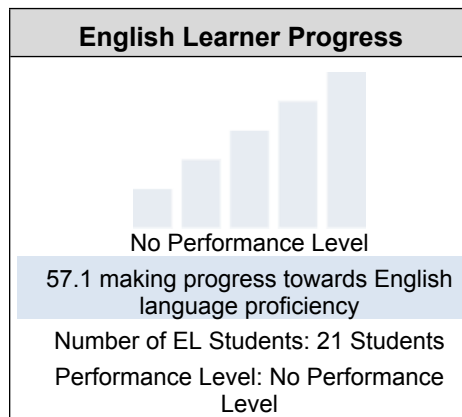 English Learner Progress
No Performance Level
57.1 making progress towards English
language proficiency
Number of EL Students: 21 Students
Performance Level: No Performance
Level